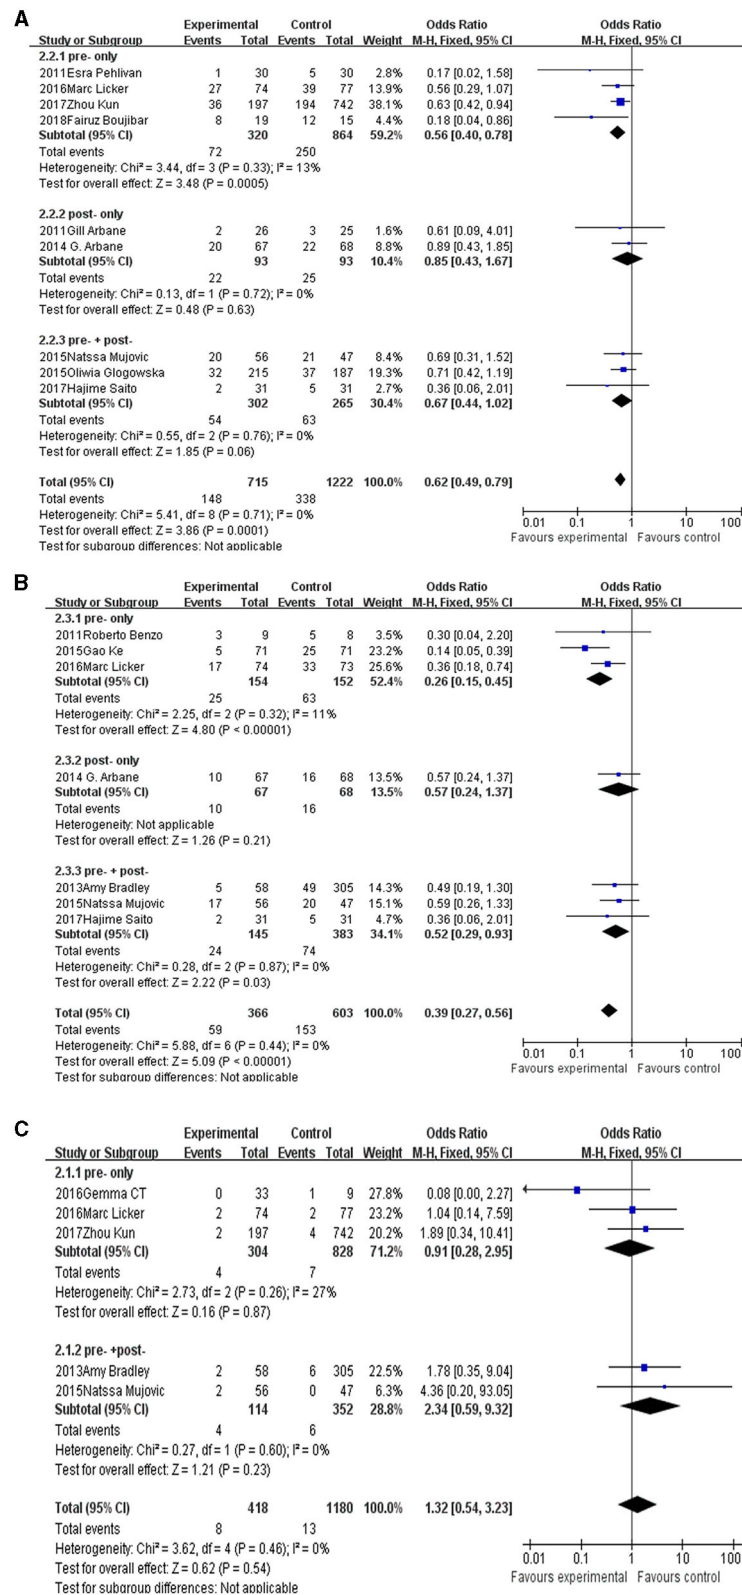 A
Experimental Control Odds Ratio Odds Ratio
Study or Subgroup Events Total Events Total Weight M-H, Fixed, 95% CI M-H, Fixed, 95% CI
2.2.1 pre- only
2011Esra Pehlivan 1 30 5 30 2.8% 0.17 [0.02, 1.58]
2016Marc Licker 27 74 39 77 13.9% 0.56 [0.29, 1.07]
2017Zhou Kun 36 197 194 742 38.1% 0.63 [0.42, 0.94]
2018Fairuz Boujibar 8 19 12 15 4.4% 0.18 [0.04, 0.86]
Subtotal (95% CI) 320 864 59.2% 0.56 [0.40, 0.78]
Total events 72 250
Heterogeneity: Chi² = 3.44, df = 3 (P = 0.33); I² = 13%
Test for overall effect: Z = 3.48 (P = 0.0005)
2.2.2 post- only
2011Gill Arbane 2 26 3 25 1.6% 0.61 [0.09, 4.01]
2014 G. Arbane 20 67 22 68 8.8% 0.89 [0.43, 1.85]
Subtotal (95% CI) 93 93 10.4% 0.85 [0.43, 1.67]
Total events 22 25
Heterogeneity: Chi² = 0.13, df = 1 (P = 0.72); I² = 0%
Test for overall effect: Z = 0.48 (P = 0.63)
2.2.3 pre- + post-
2015Natssa Mujovic 20 56 21 47 8.4% 0.69 [0.31, 1.52]
2015Oliwia Glogowska 32 215 37 187 19.3% 0.71 [0.42, 1.19]
2017Hajime Saito 2 31 5 31 2.7% 0.36 [0.06, 2.01]
Subtotal (95% CI) 302 265 30.4% 0.67 [0.44, 1.02]
Total events 54 63
Heterogeneity: Chi² = 0.55, df = 2 (P = 0.76); I² = 0%
Test for overall effect: Z = 1.85 (P = 0.06)
Total (95% CI) 715 1222 100.0% 0.62 [0.49, 0.79]
Total events 148 338
Heterogeneity: Chi² = 5.41, df = 8 (P = 0.71); I² = 0%
Test for overall effect: Z = 3.86 (P = 0.0001)
Test for subgroup differences: Not applicable
0.01 0.1 1 10 100
Favours experimental Favours control
B
Experimental Control Odds Ratio Odds Ratio
Study or Subgroup Events Total Events Total Weight M-H, Fixed, 95% CI M-H, Fixed, 95% CI
2.3.1 pre- only
2011Roberto Benzo 3 9 5 8 3.5% 0.30 [0.04, 2.20]
2015Gao Ke 5 71 25 71 23.2% 0.14 [0.05, 0.39]
2016Marc Licker 17 74 33 73 25.6% 0.36 [0.18, 0.74]
Subtotal (95% CI) 154 152 52.4% 0.26 [0.15, 0.45]
Total events 25 63
Heterogeneity: Chi² = 2.25, df = 2 (P = 0.32); I² = 11%
Test for overall effect: Z = 4.80 (P < 0.00001)
2.3.2 post- only
2014 G. Arbane 10 67 16 68 13.5% 0.57 [0.24, 1.37]
Subtotal (95% CI) 67 68 13.5% 0.57 [0.24, 1.37]
Total events 10 16
Heterogeneity: Not applicable
Test for overall effect: Z = 1.26 (P = 0.21)
2.3.3 pre- + post-
2013Amy Bradley 5 58 49 305 14.3% 0.49 [0.19, 1.30]
2015Natssa Mujovic 17 56 20 47 15.1% 0.59 [0.26, 1.33]
2017Hajime Saito 2 31 5 31 4.7% 0.36 [0.06, 2.01]
Subtotal (95% CI) 145 383 34.1% 0.52 [0.29, 0.93]
Total events 24 74
Heterogeneity: Chi² = 0.28, df = 2 (P = 0.87); I² = 0%
Test for overall effect: Z = 2.22 (P = 0.03)
Total (95% CI) 366 603 100.0% 0.39 [0.27, 0.56]
Total events 59 153
Heterogeneity: Chi² = 5.88, df = 6 (P = 0.44); I² = 0%
Test for overall effect: Z = 5.09 (P < 0.00001)
Test for subgroup differences: Not applicable
0.01 0.1 1 10 100
Favours experimental Favours control
C
Experimental Control Odds Ratio Odds Ratio
Study or Subgroup Events Total Events Total Weight M-H, Fixed, 95% CI M-H, Fixed, 95% CI
2.1.1 pre- only
2016Gemma CT 0 33 1 9 27.8% 0.08 [0.00, 2.27]
2016Marc Licker 2 74 2 77 23.2% 1.04 [0.14, 7.59]
2017Zhou Kun 2 197 4 742 20.2% 1.89 [0.34, 10.41]
Subtotal (95% CI) 304 828 71.2% 0.91 [0.28, 2.95]
Total events 4 7
Heterogeneity: Chi² = 2.73, df = 2 (P = 0.26); I² = 27%
Test for overall effect: Z = 0.16 (P = 0.87)
2.1.2 pre- +post-
2013Amy Bradley 2 58 6 305 22.5% 1.78 [0.35, 9.04]
2015Natssa Mujovic 2 56 0 47 6.3% 4.36 [0.20, 93.05]
Subtotal (95% CI) 114 352 28.8% 2.34 [0.59, 9.32]
Total events 4 6
Heterogeneity: Chi² = 0.27, df = 1 (P = 0.60); I² = 0%
Test for overall effect: Z = 1.21 (P = 0.23)
Total (95% CI) 418 1180 100.0% 1.32 [0.54, 3.23]
Total events 8 13
Heterogeneity: Chi² = 3.62, df = 4 (P = 0.46); I² = 0%
Test for overall effect: Z = 0.62 (P = 0.54)
Test for subgroup differences: Not applicable
0.01 0.1 1 10 100
Favours experimental Favours control